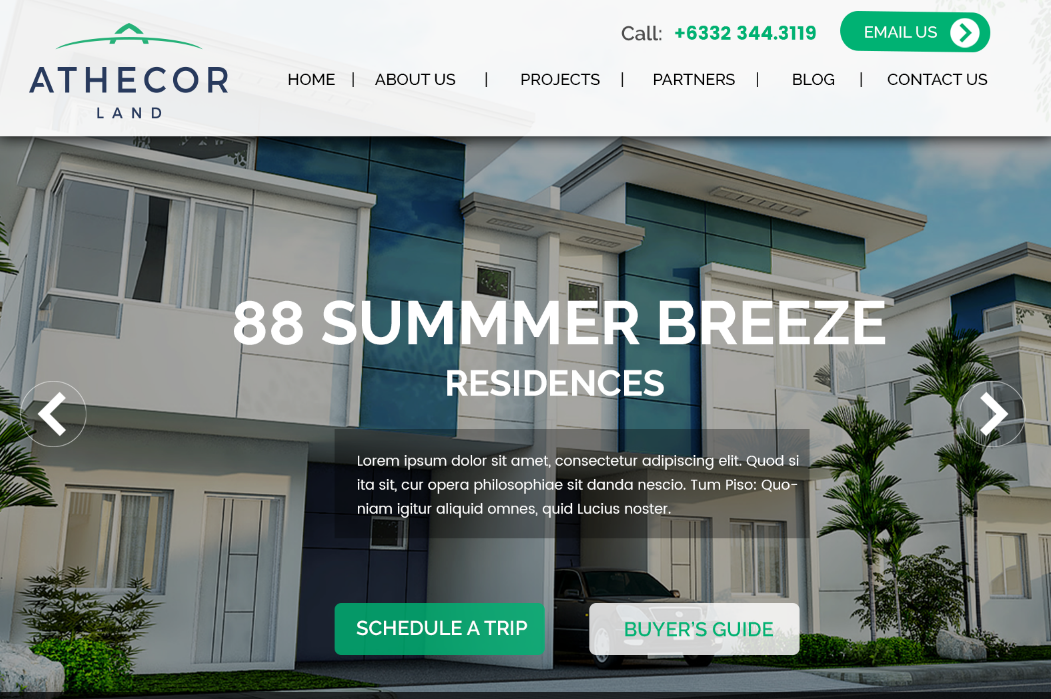 Call: +6332 344.3119
EMAIL US
ATHECOR
LAND
HOME | ABOUT US | PROJECTS | PARTNERS | BLOG | CONTACT US
88 SUMMMER BREEZE
RESIDENCES
Lorem ipsum dolor sit amet, consectetur adipiscing elit. Quod si
ita sit, cur opera philosophiae sit danda nescio. Tum Piso: Quo-
niam igitur aliquid omnes, quid Lucius noster.
SCHEDULE A TRIP
BUYER'S GUIDE